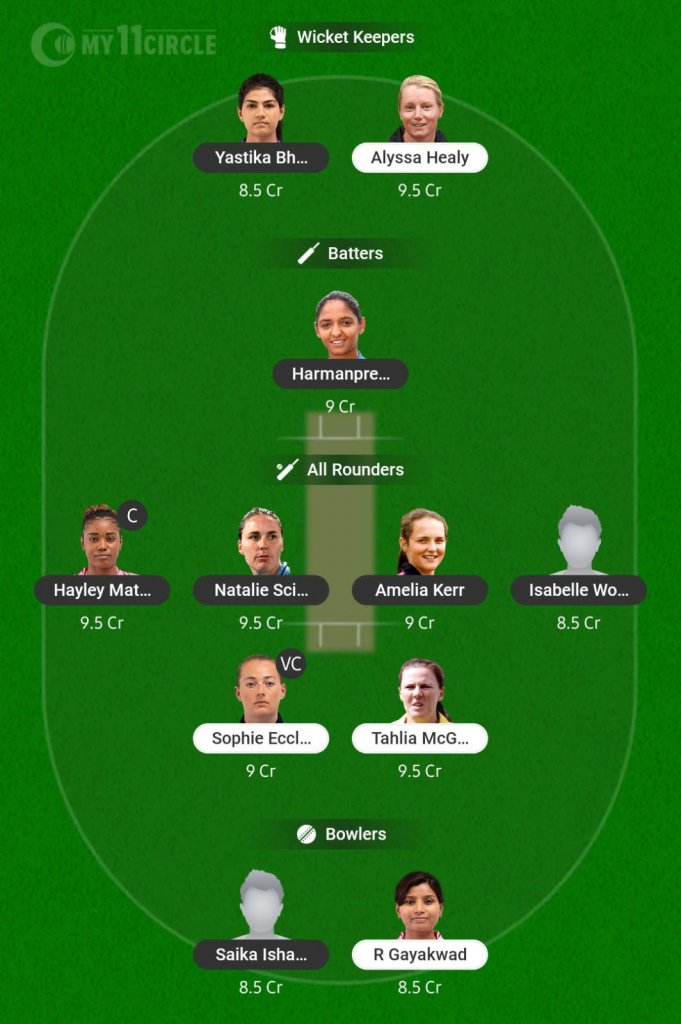 MY11CIRCLE
Wicket Keepers
Yastika Bh...
Alyssa Healy
8.5 Cr
9.5 Cr
Batters
Harmanpre...
9 Cr
All Rounders
C
Hayley Mat...
Natalie Sci...
Amelia Kerr
Isabelle Wo...
9.5 Cr
9.5 Cr
9 Cr
8.5 Cr
VC
Sophie Eccl...
Tahlia McG...
9 Cr
9.5 Cr
Bowlers
Saika Isha...
R Gayakwad
8.5 Cr
8.5 Cr